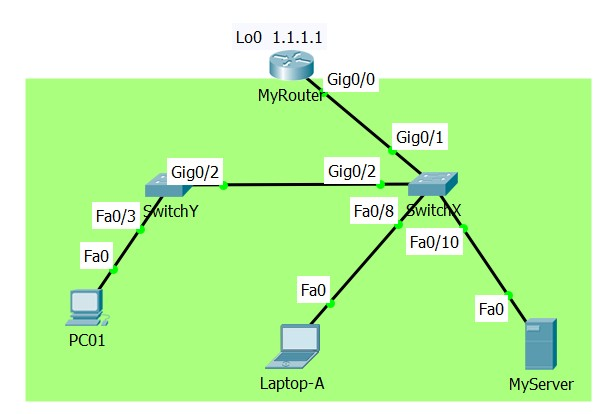 Lo0 1.1.1.1
Gig0/0
MyRouter
Gig0/1
Gig0/2
Gig0/2
SwitchY
SwitchX
Fa0/3
Fa0/8
Fa0/10
Fa0
Fa0
Fa0
PC01
Laptop-A
MyServer